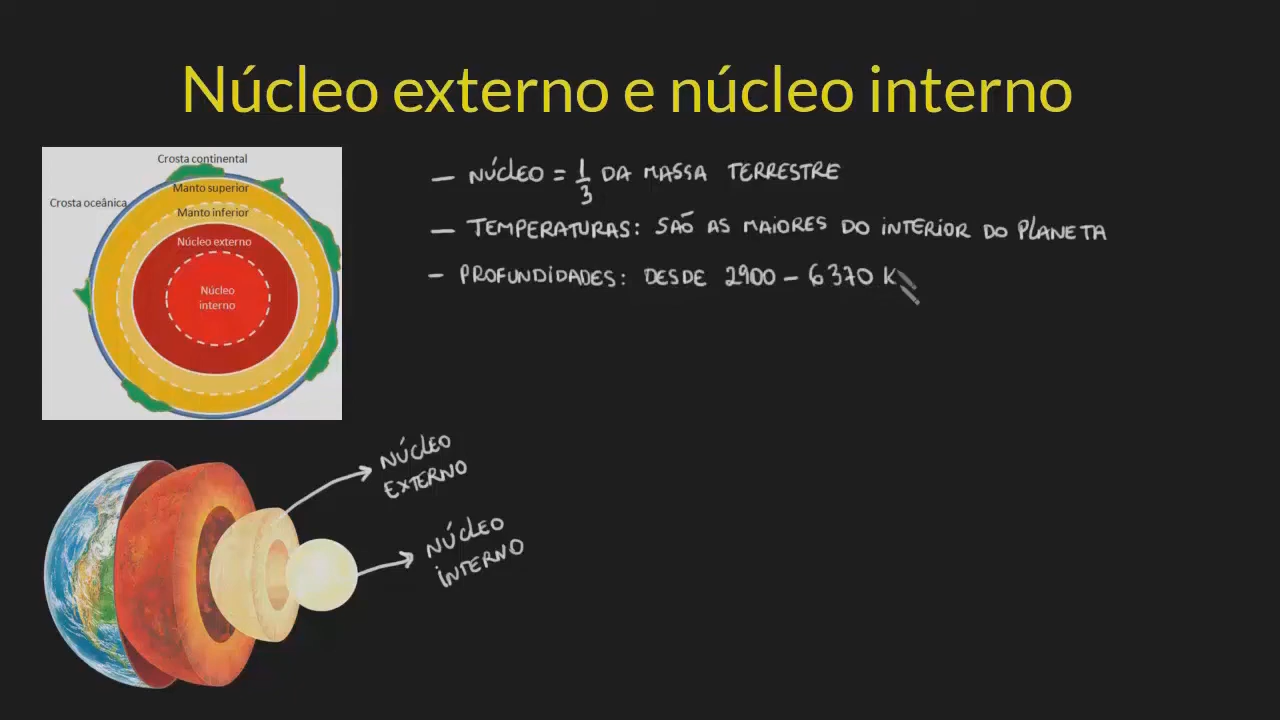 Núcleo externo e núcleo interno
Crosta continental
Manto superior
Crosta oceânica
Manto inferior
Núcleo externo
Núcleo
interno
— NÚCLEO = 1/3 DA MASSA TERRESTRE
— TEMPERATURAS: SÃO AS MAIORES DO INTERIOR DO PLANETA
— PROFUNDIDADES: DESDE 2900 – 6370 K
NÚCLEO
EXTERNO
NÚCLEO
INTERNO